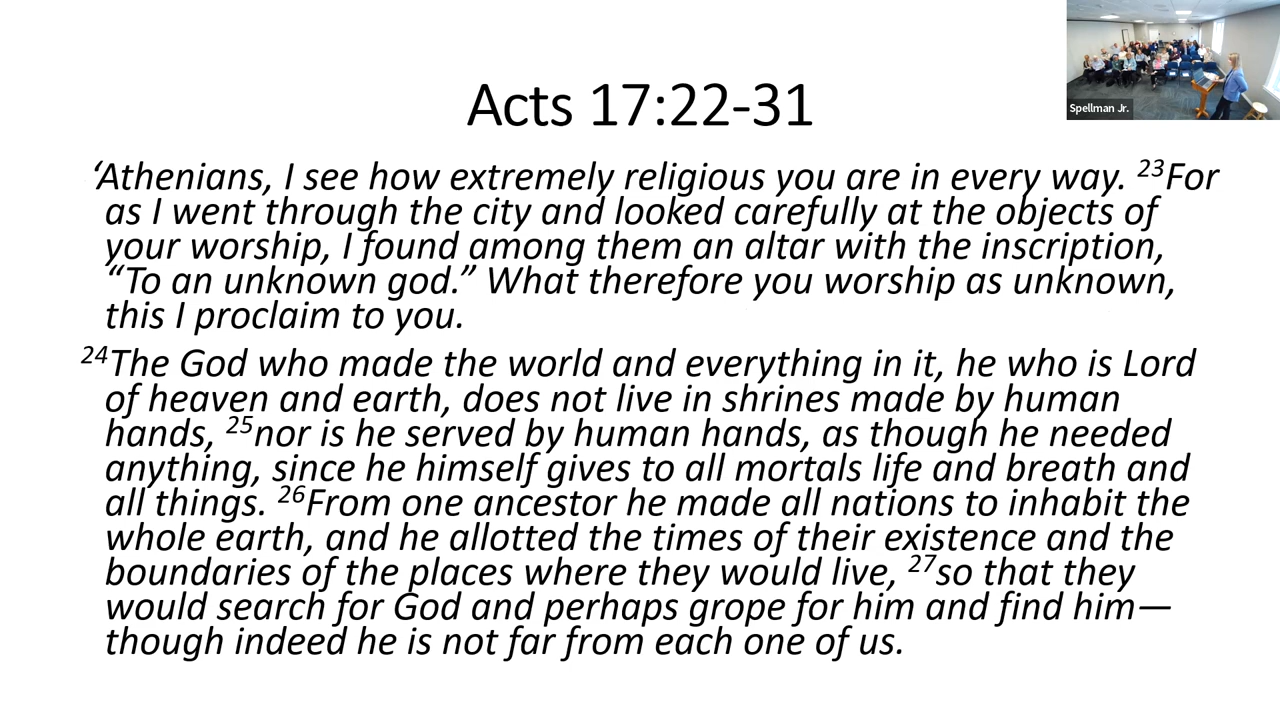 Spellman Jr.
Acts 17:22-31
‘Athenians, I see how extremely religious you are in every way. 23For
as I went through the city and looked carefully at the objects of
your worship, I found among them an altar with the inscription,
“To an unknown god.” What therefore you worship as unknown,
this I proclaim to you.
24The God who made the world and everything in it, he who is Lord
of heaven and earth, does not live in shrines made by human
hands, 25nor is he served by human hands, as though he needed
anything, since he himself gives to all mortals life and breath and
all things. 26From one ancestor he made all nations to inhabit the
whole earth, and he allotted the times of their existence and the
boundaries of the places where they would live, 27so that they
would search for God and perhaps grope for him and find him—
though indeed he is not far from each one of us.